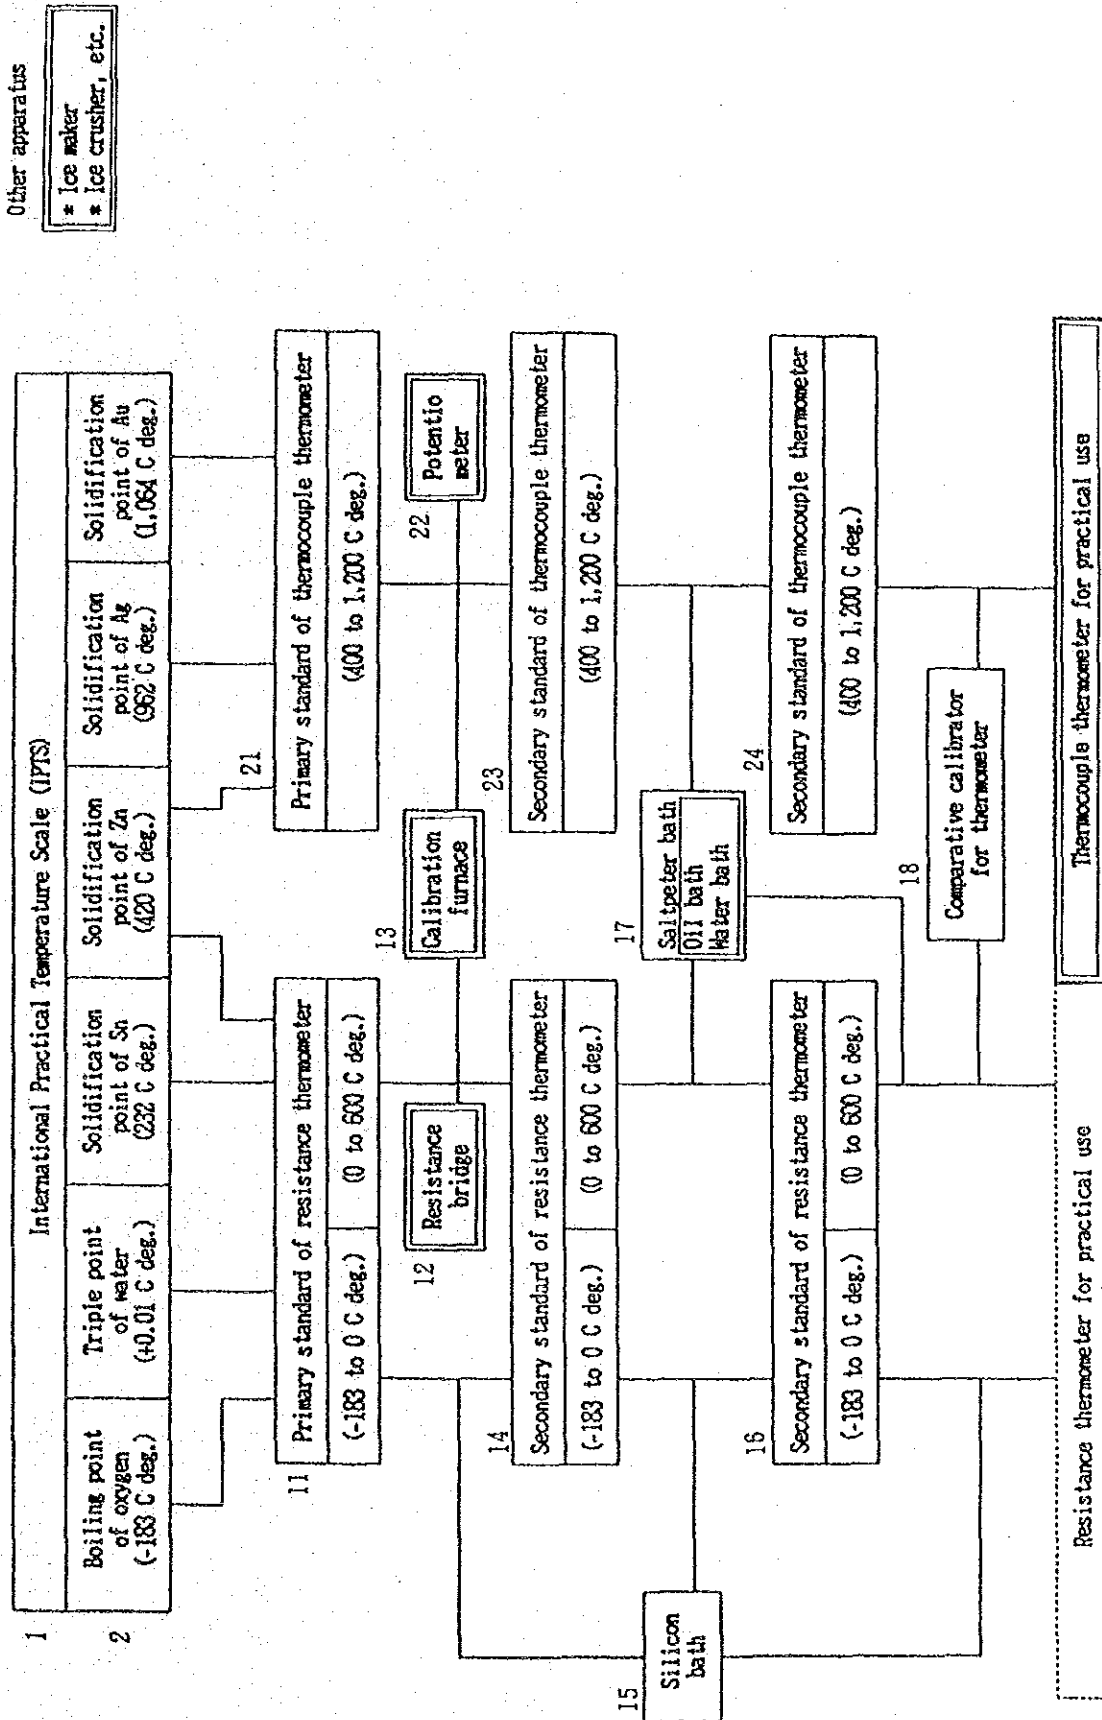 Other apparatus
* Ice maker
* Ice crusher, etc.
1
International Practical Temperature Scale (IPTS)
2
Boiling point
of oxygen
(-183 C deg.)
Triple point
of water
(+0.01 C deg.)
Solidification
point of Sn
(232 C deg.)
Solidification
point of Zn
(420 C deg.)
Solidification
point of Ag
(962 C deg.)
Solidification
point of Au
(1,064 C deg.)
11
Primary standard of resistance thermometer
(-183 to 0 C deg.)
(0 to 600 C deg.)
21
Primary standard of thermocouple thermometer
(400 to 1,200 C deg.)
12
Resistance
bridge
13
Calibration
furnace
22
Potentio
meter
14
Secondary standard of resistance thermometer
(-183 to 0 C deg.)
(0 to 600 C deg.)
23
Secondary standard of thermocouple thermometer
(400 to 1,200 C deg.)
15
Silicon
bath
17
Saltpeter bath
Oil bath
Water bath
16
Secondary standard of resistance thermometer
(-183 to 0 C deg.)
(0 to 600 C deg.)
24
Secondary standard of thermocouple thermometer
(400 to 1,200 C deg.)
18
Comparative calibrator
for thermometer
Resistance thermometer for practical use
Thermocouple thermometer for practical use